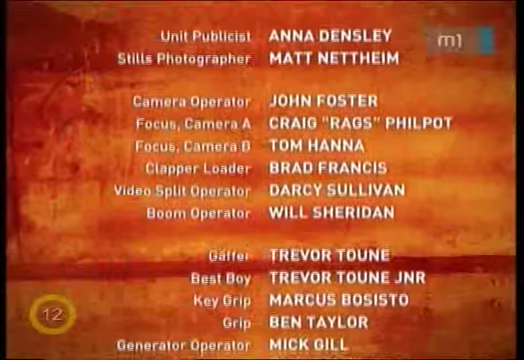 Unit Publicist ANNA DENSLEY
Stills Photographer MATT NETTHEIM
m1
Camera Operator JOHN FOSTER
Focus, Camera A CRAIG "RAGS" PHILPOT
Focus, Camera B TOM HANNA
Clapper Loader BRAD FRANCIS
Video Split Operator DARCY SULLIVAN
Boom Operator WILL SHERIDAN
Gaffer TREVOR TOUNE
Best Boy TREVOR TOUNE JNR
Key Grip MARCUS BOSISTO
Grip BEN TAYLOR
Generator Operator MICK GILL
12